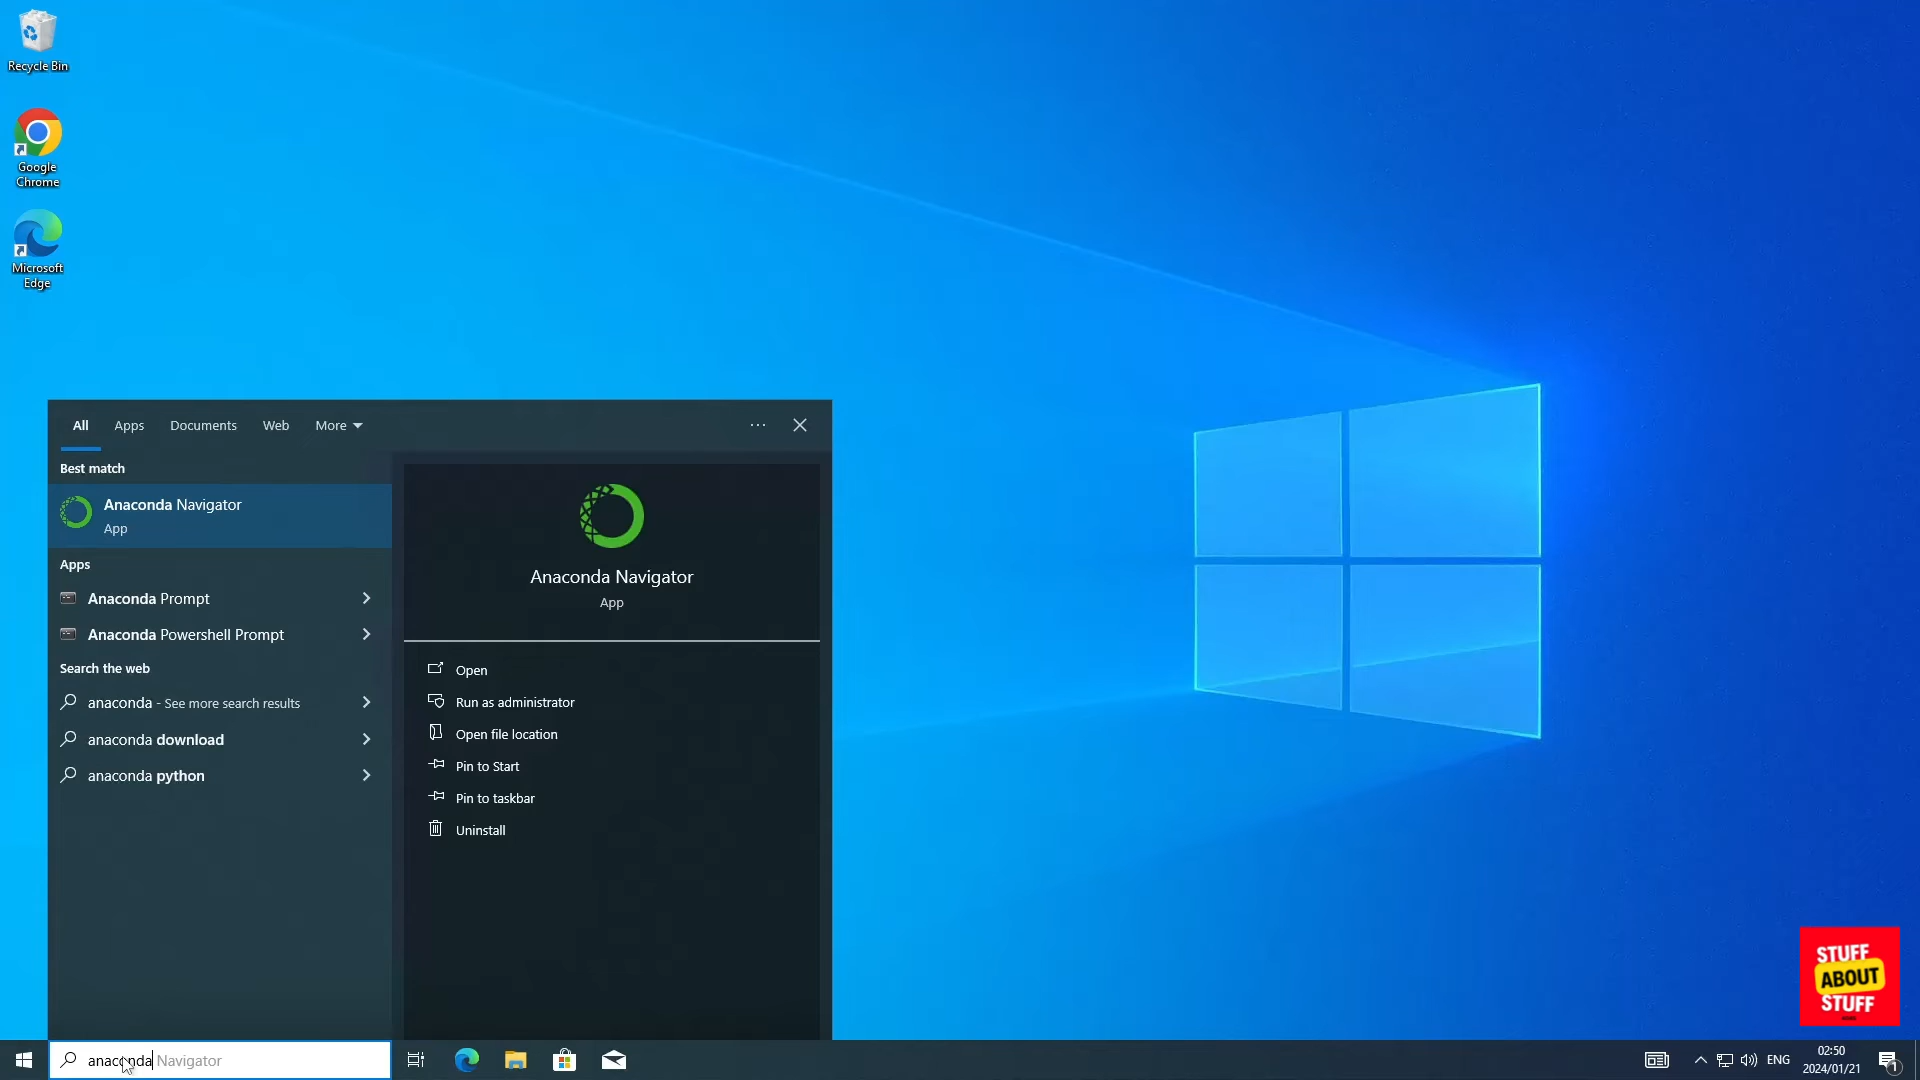 Recycle Bin
Google
Chrome
Microsoft
Edge
All Apps Documents Web More
Best match
Anaconda Navigator
App
Apps
Anaconda Prompt
Anaconda Powershell Prompt
Search the web
anaconda - See more search results
anaconda download
anaconda python
Anaconda Navigator
App
Open
Run as administrator
Open file location
Pin to Start
Pin to taskbar
Uninstall
STUFF
ABOUT
STUFF
anaconda Navigator
ENG
02:50
2024/01/21
1